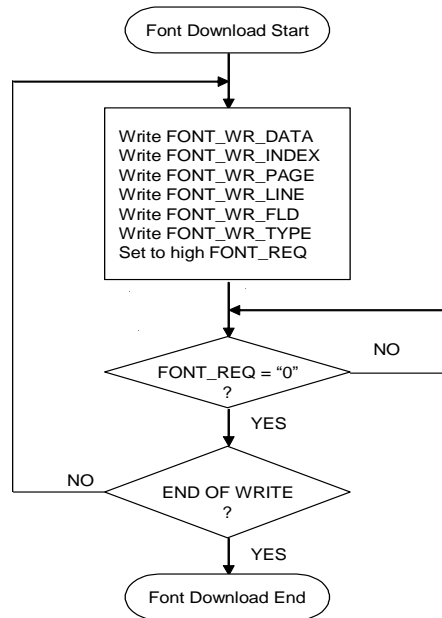 Font Download Start
Write FONT_WR_DATA
Write FONT_WR_INDEX
Write FONT_WR_PAGE
Write FONT_WR_LINE
Write FONT_WR_FLD
Write FONT_WR_TYPE
Set to high FONT_REQ
NO
FONT_REQ = “0”
?
YES
NO
END OF WRITE
?
YES
Font Download End